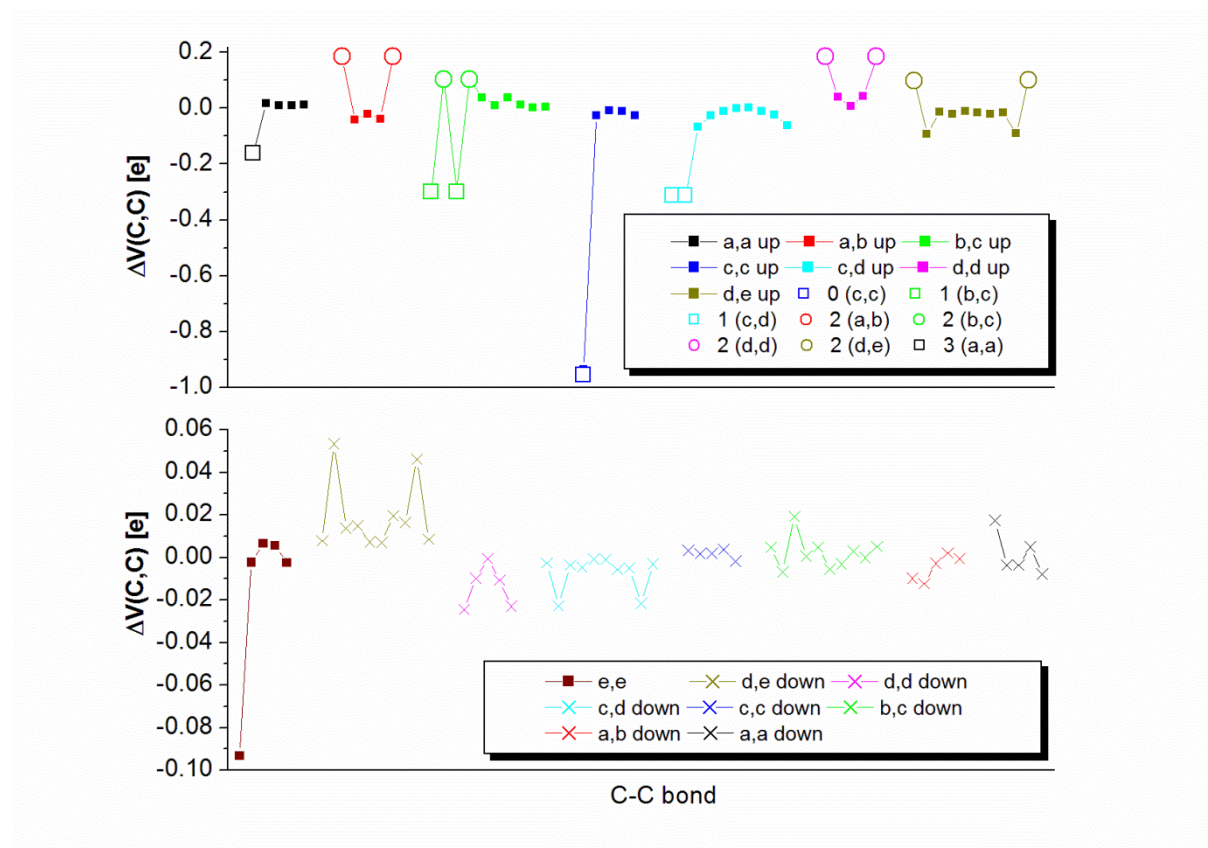 0.2
0.0
-0.2
-0.4
-0.6
-0.8
-1.0
ΔV(C,C) [e]
a,a up a,b up b,c up
c,c up c,d up d,d up
d,e up 0 (c,c) 1 (b,c)
1 (c,d) 2 (a,b) 2 (b,c)
2 (d,d) 2 (d,e) 3 (a,a)
0.06
0.04
0.02
0.00
-0.02
-0.04
-0.06
-0.08
-0.10
ΔV(C,C) [e]
e,e d,e down d,d down
c,d down c,c down b,c down
a,b down a,a down
C-C bond